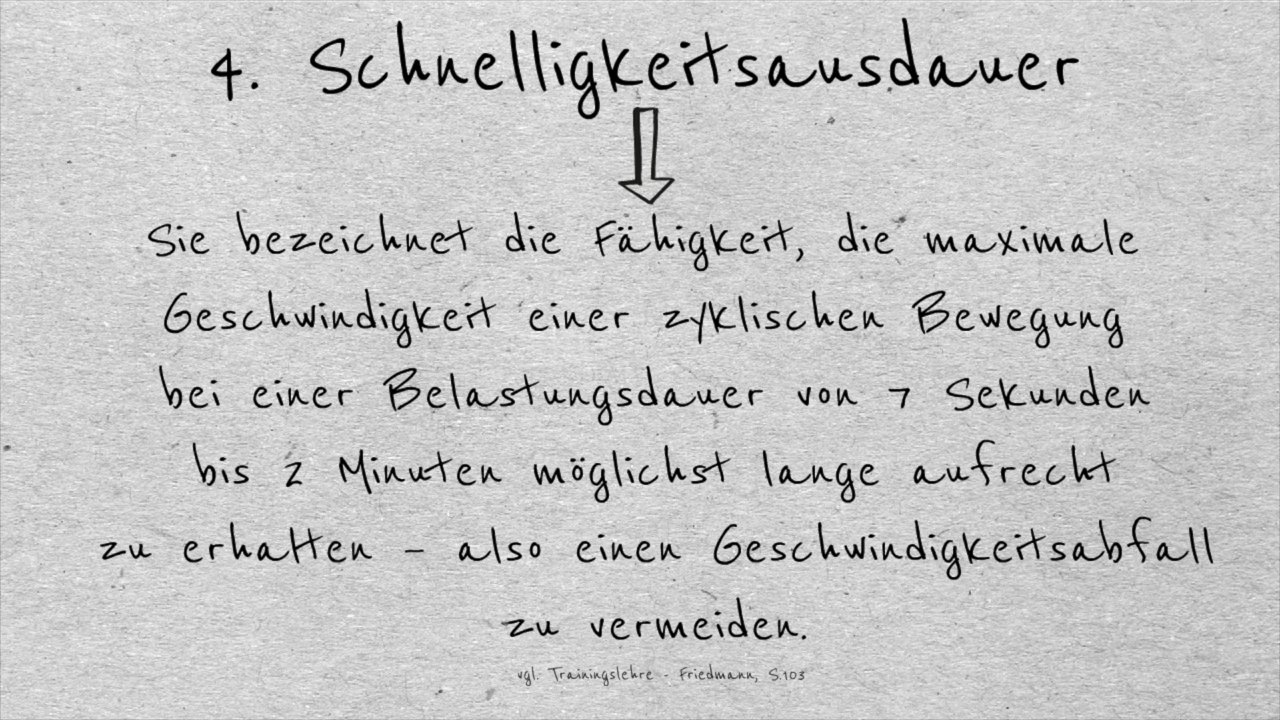 4. Schnelligkeitsausdauer
Sie bezeichnet die Fähigkeit, die maximale
Geschwindigkeit einer zyklischen Bewegung
bei einer Belastungsdauer von 7 Sekunden
bis 2 Minuten möglichst lange aufrecht
zu erhalten - also einen Geschwindigkeitsabfall
zu vermeiden.
vgl. Trainingslehre - Friedmann, S.103